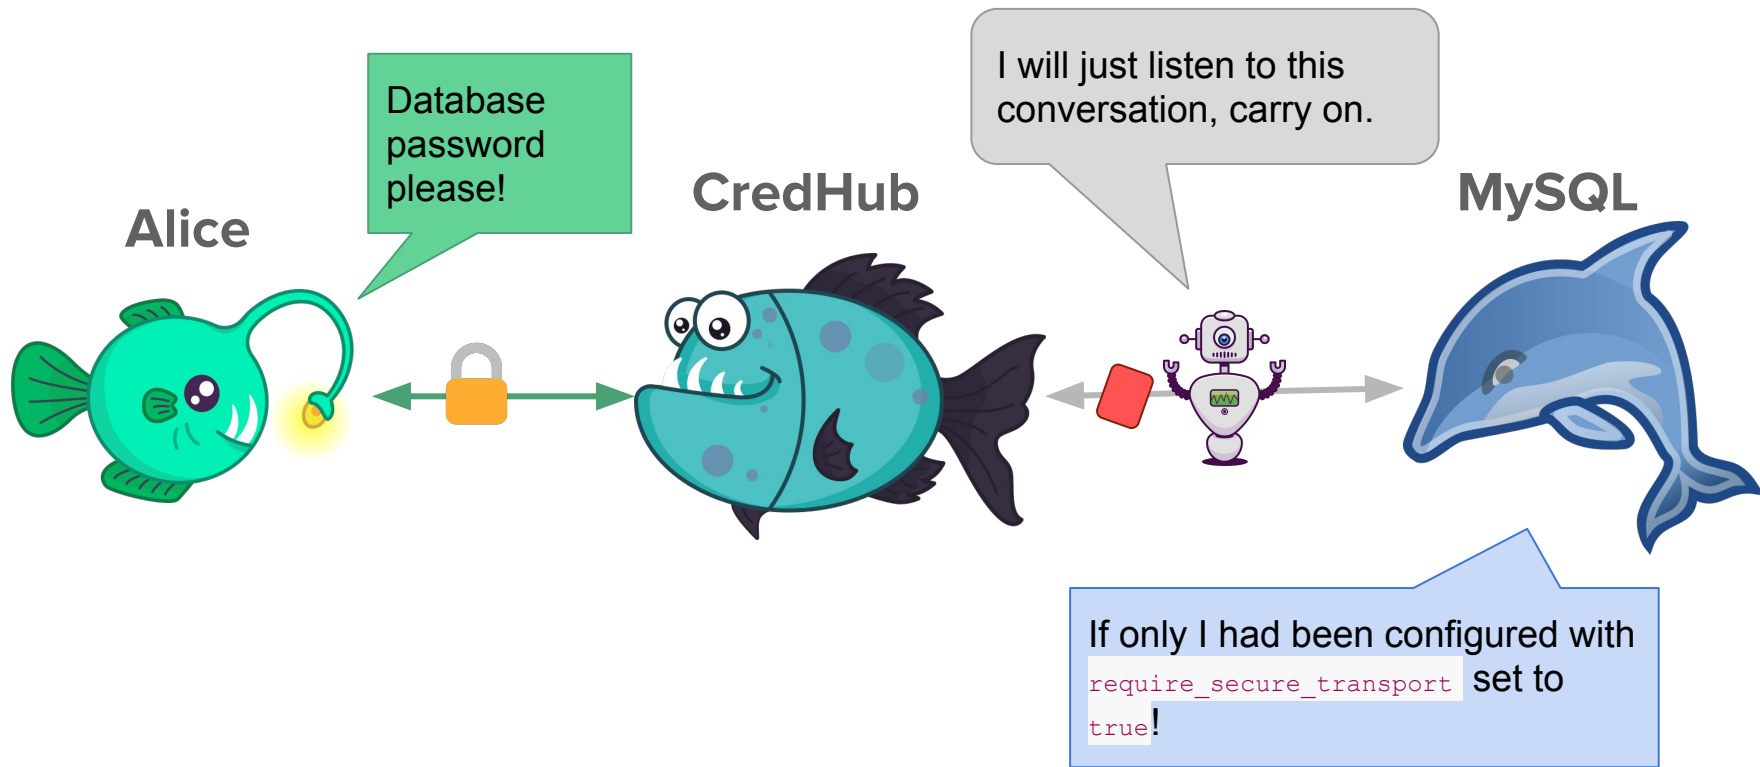 Alice
Database
password
please!
CredHub
I will just listen to this
conversation, carry on.
MySQL
If only I had been configured with
require_secure_transport set to
true!